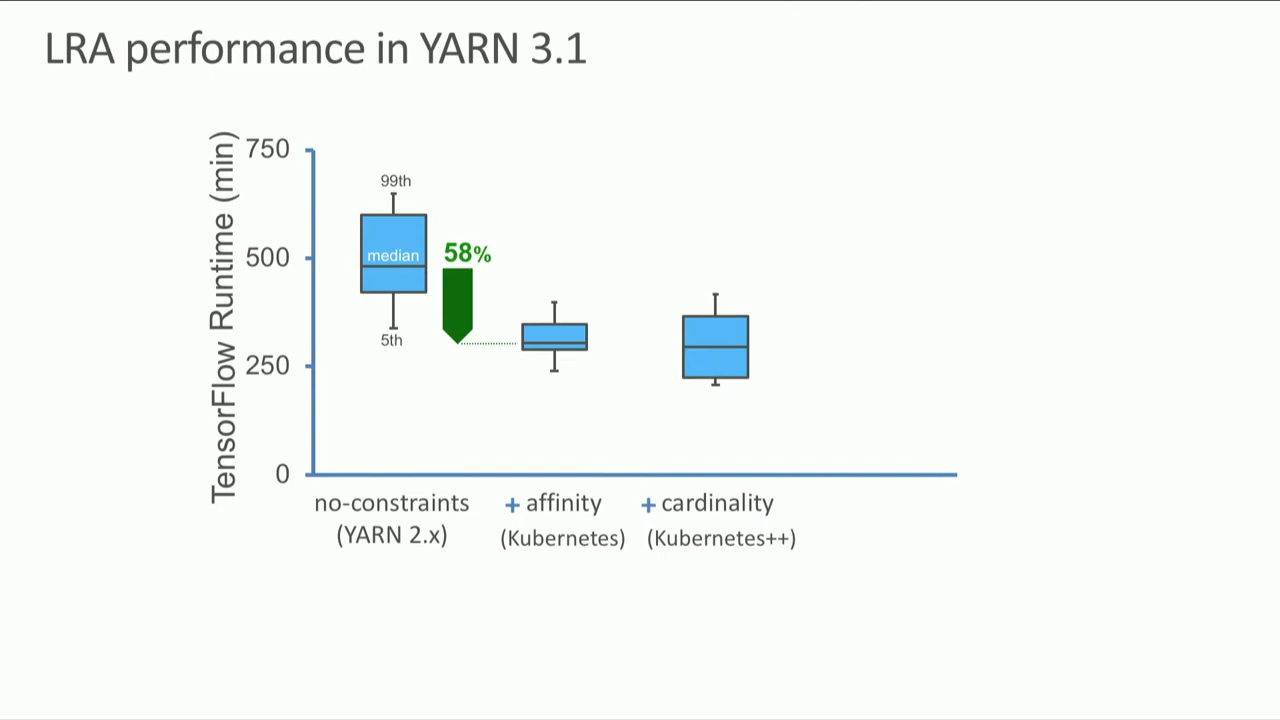 LRA performance in YARN 3.1
TensorFlow Runtime (min)
750
500
250
0
99th
median
5th
58%
no-constraints
(YARN 2.x)
+ affinity
(Kubernetes)
+ cardinality
(Kubernetes++)